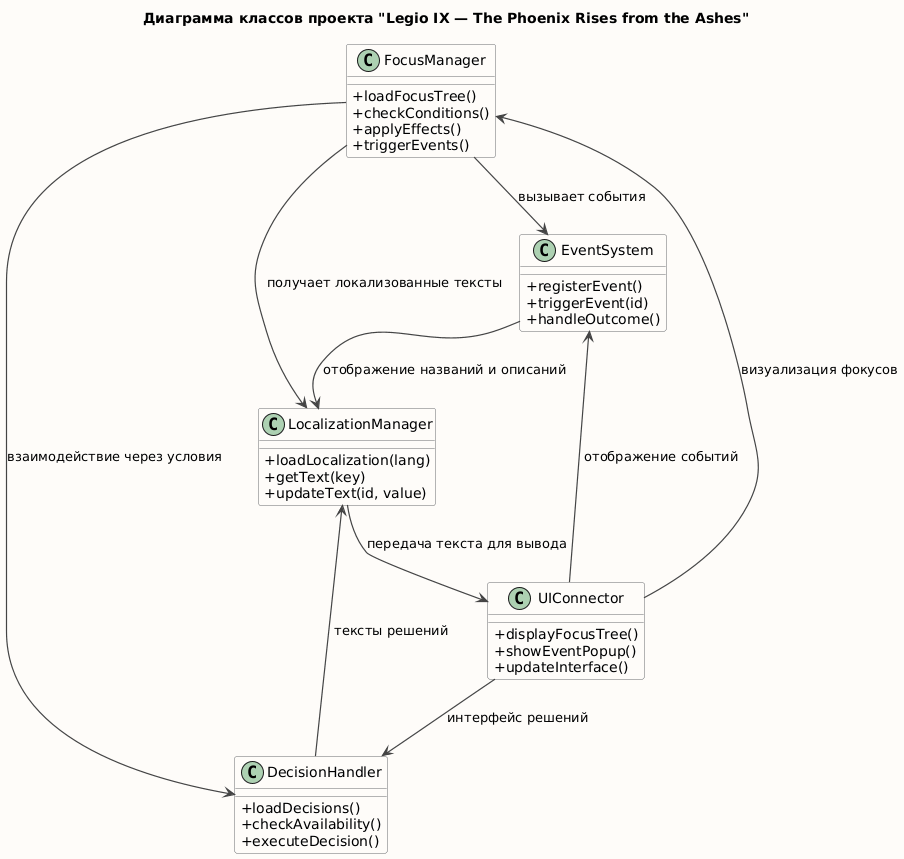 Диаграмма классов проекта "Legio IX — The Phoenix Rises from the Ashes"
C FocusManager
+loadFocusTree()
+checkConditions()
+applyEffects()
+triggerEvents()
вызывает события
C EventSystem
+registerEvent()
+triggerEvent(id)
+handleOutcome()
получает локализованные тексты
отображение названий и описаний
визуализация фокусов
C LocalizationManager
+loadLocalization(lang)
+getText(key)
+updateText(id, value)
взаимодействие через условия
отображение событий
передача текста для вывода
C UIConnector
+displayFocusTree()
+showEventPopup()
+updateInterface()
тексты решений
интерфейс решений
C DecisionHandler
+loadDecisions()
+checkAvailability()
+executeDecision()